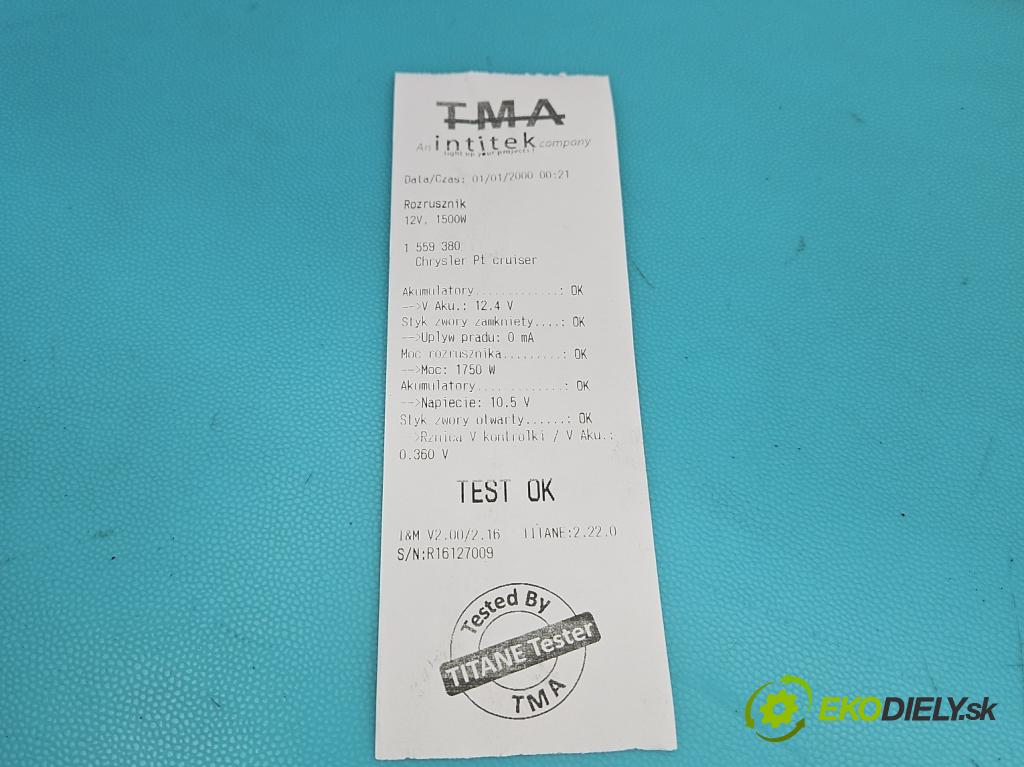 TMA
An intitek company
light up your projects!
Data/Czas: 01/01/2000 00:21
Rozrusznik
12V, 1500W
1 559 380
Chrysler Pt cruiser
Akumulatory.............: OK
-->V Aku.: 12.4 V
Styk zwory zamkniety....: OK
-->Uplyw pradu: 0 mA
Moc rozrusznika.........: OK
-->Moc: 1750 W
Akumulatory.............: OK
-->Napiecie: 10.5 V
Styk zwory otwarty......: OK
-->Rznica V kontrolki / V Aku.:
0.360 V
TEST OK
I&M V2.00/2.16 TITANE:2.22.0
S/N:R16127009
Tested By
TITANE Tester
TMA
EKODIELY.sk